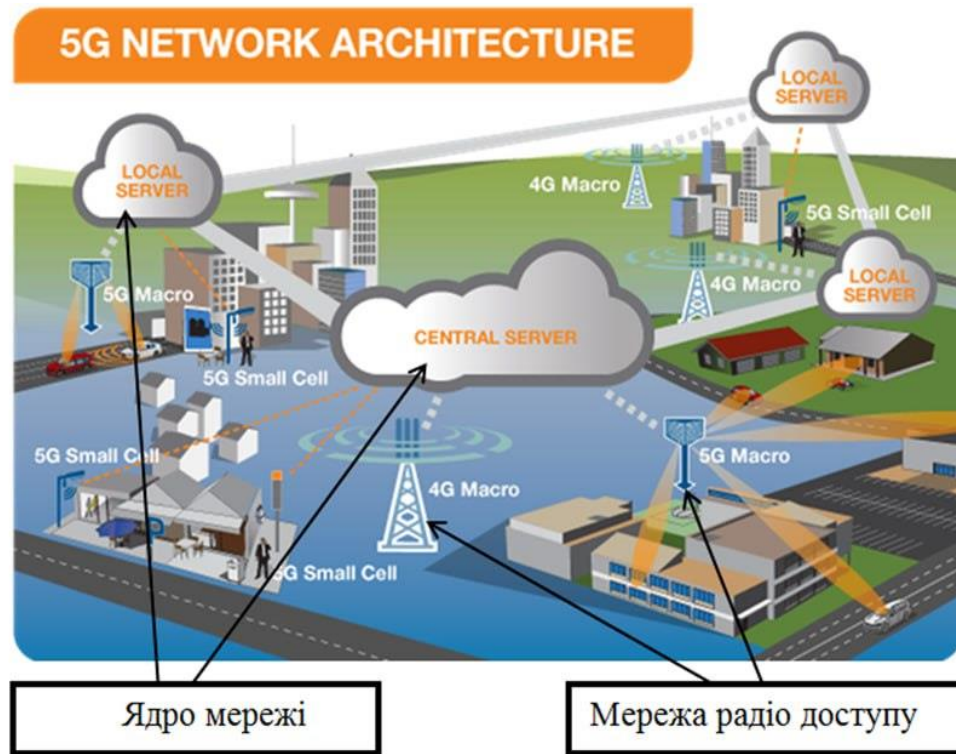 5G NETWORK ARCHITECTURE
LOCAL
SERVER
LOCAL
SERVER
4G Macro
5G Small Cell
5G Macro
4G Macro
LOCAL
SERVER
CENTRAL SERVER
5G Small Cell
5G Small Cell
4G Macro
5G Macro
5G Small Cell
Ядро мережі
Мережа радіо доступу